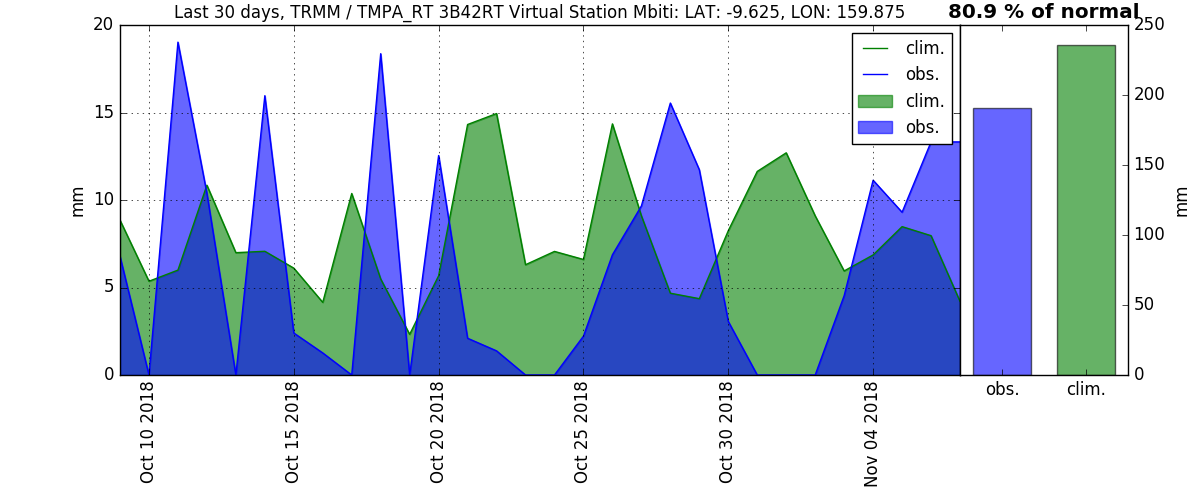 Last 30 days, TRMM / TMPA_RT 3B42RT Virtual Station Mbiti: LAT: -9.625, LON: 159.875
80.9 % of normal
20
15
10
5
0
mm
clim.
obs.
clim.
obs.
250
200
150
100
50
0
mm
obs.
clim.
Oct 10 2018
Oct 15 2018
Oct 20 2018
Oct 25 2018
Oct 30 2018
Nov 04 2018